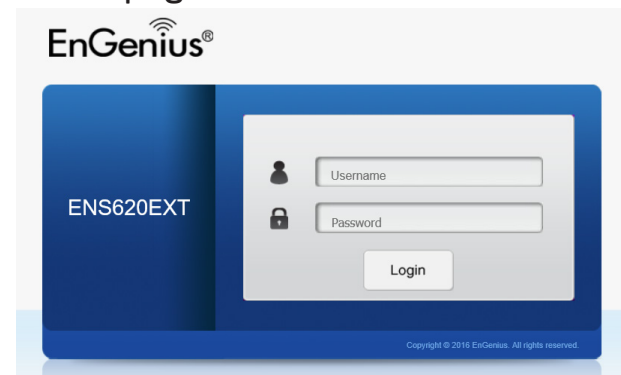 EnGenius®
ENS620EXT
Username
Password
Login
Copyright © 2016 EnGenius. All rights reserved.